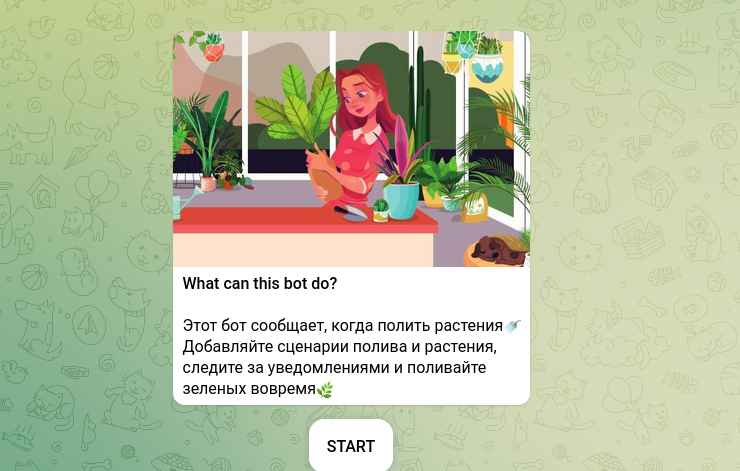 What can this bot do?
Этот бот сообщает, когда полить растения🚿
Добавляйте сценарии полива и растения,
следите за уведомлениями и поливайте
зеленых вовремя🌿
START